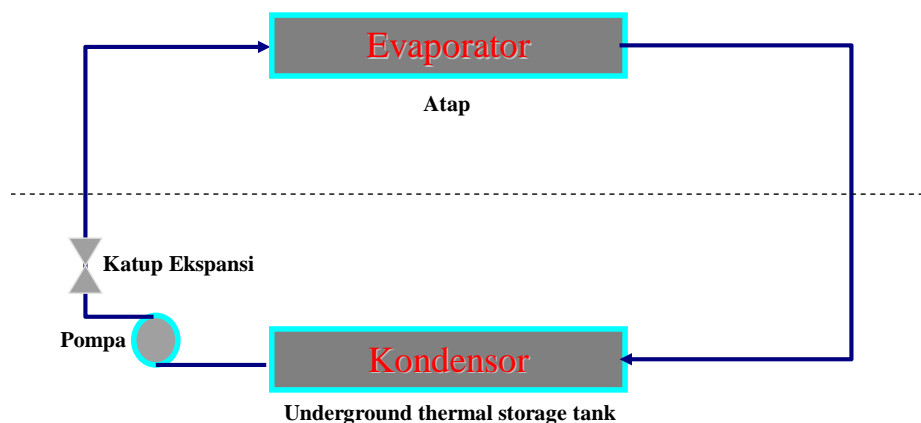 Evaporator
Atap
Katup Ekspansi
Pompa
Kondensor
Underground thermal storage tank